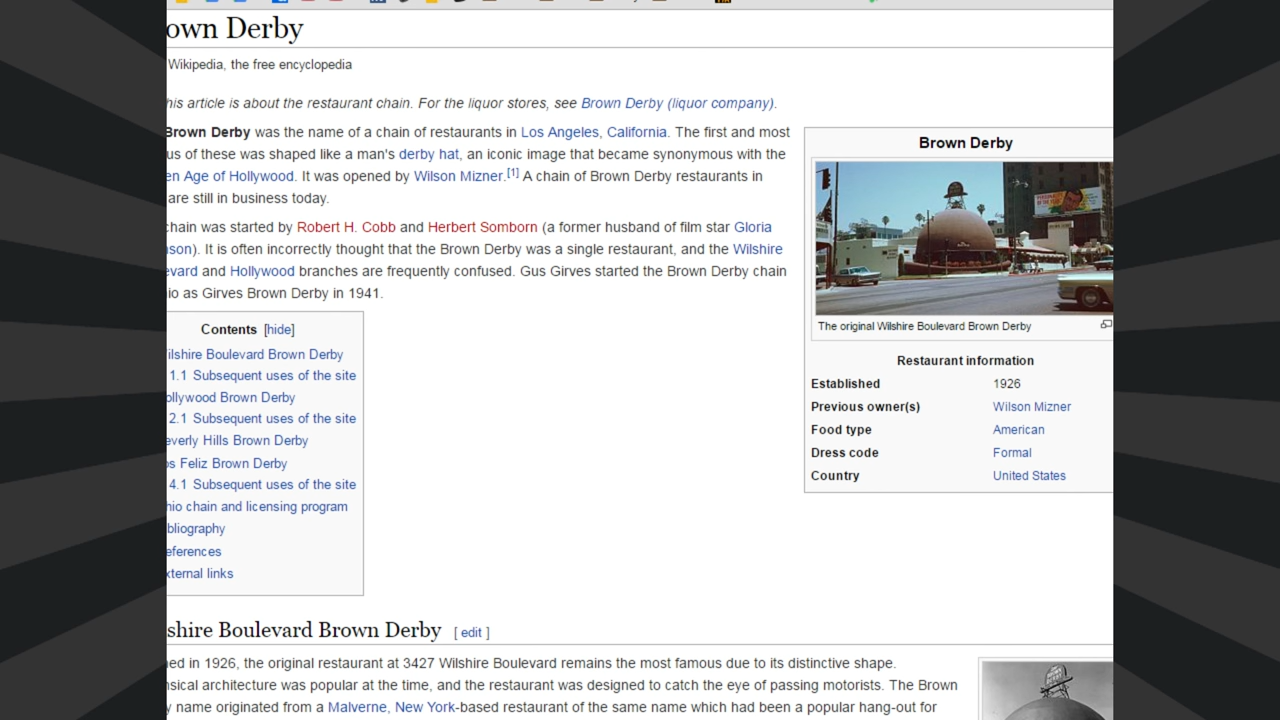 own Derby
Wikipedia, the free encyclopedia
his article is about the restaurant chain. For the liquor stores, see Brown Derby (liquor company).
Brown Derby was the name of a chain of restaurants in Los Angeles, California. The first and most
us of these was shaped like a man's derby hat, an iconic image that became synonymous with the
en Age of Hollywood. It was opened by Wilson Mizner.[1] A chain of Brown Derby restaurants in
are still in business today.
chain was started by Robert H. Cobb and Herbert Somborn (a former husband of film star Gloria
nson). It is often incorrectly thought that the Brown Derby was a single restaurant, and the Wilshire
evard and Hollywood branches are frequently confused. Gus Girves started the Brown Derby chain
io as Girves Brown Derby in 1941.
Contents [hide]
ilshire Boulevard Brown Derby
1.1 Subsequent uses of the site
ollywood Brown Derby
2.1 Subsequent uses of the site
everly Hills Brown Derby
os Feliz Brown Derby
4.1 Subsequent uses of the site
hio chain and licensing program
bliography
eferences
xternal links
Brown Derby
The original Wilshire Boulevard Brown Derby
Restaurant information
Established 1926
Previous owner(s) Wilson Mizner
Food type American
Dress code Formal
Country United States
shire Boulevard Brown Derby [ edit ]
ned in 1926, the original restaurant at 3427 Wilshire Boulevard remains the most famous due to its distinctive shape.
nsical architecture was popular at the time, and the restaurant was designed to catch the eye of passing motorists. The Brown
y name originated from a Malverne, New York-based restaurant of the same name which had been a popular hang-out for